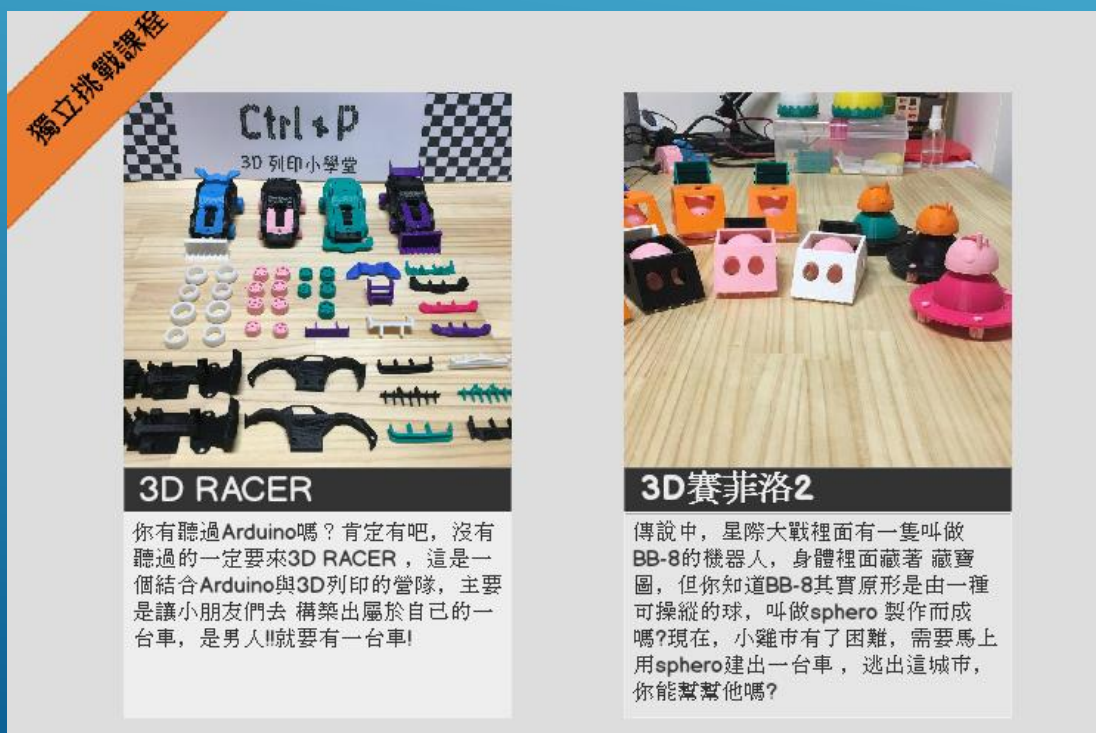 獨立挑戰課程
Ctrl+P
3D 列印小學堂
3D RACER
你有聽過Arduino嗎？肯定有吧，沒有
聽過的一定要來3D RACER ，這是一
個結合Arduino與3D列印的營隊，主要
是讓小朋友們去 構築出屬於自己的一
台車，是男人!!就要有一台車!
3D賽菲洛2
傳說中，星際大戰裡面有一隻叫做
BB-8的機器人，身體裡面藏著 藏寶
圖，但你知道BB-8其實原形是由一種
可操縱的球，叫做sphero 製作而成
嗎?現在，小雞市有了困難，需要馬上
用sphero建出一台車 ，逃出這城市，
你能幫幫他嗎?